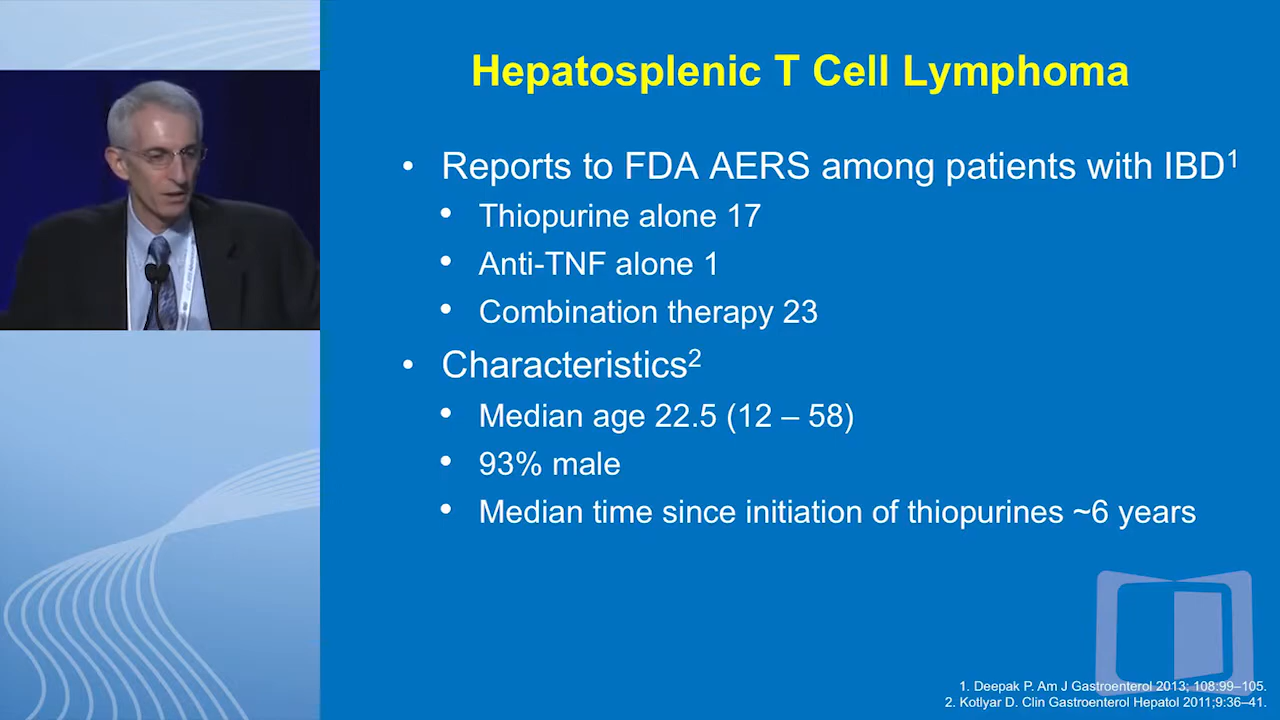 Hepatosplenic T Cell Lymphoma
• Reports to FDA AERS among patients with IBD¹
• Thiopurine alone 17
• Anti-TNF alone 1
• Combination therapy 23
• Characteristics²
• Median age 22.5 (12 – 58)
• 93% male
• Median time since initiation of thiopurines ~6 years
1. Deepak P. Am J Gastroenterol 2013; 108:99–105.
2. Kotlyar D. Clin Gastroenterol Hepatol 2011;9:36–41.